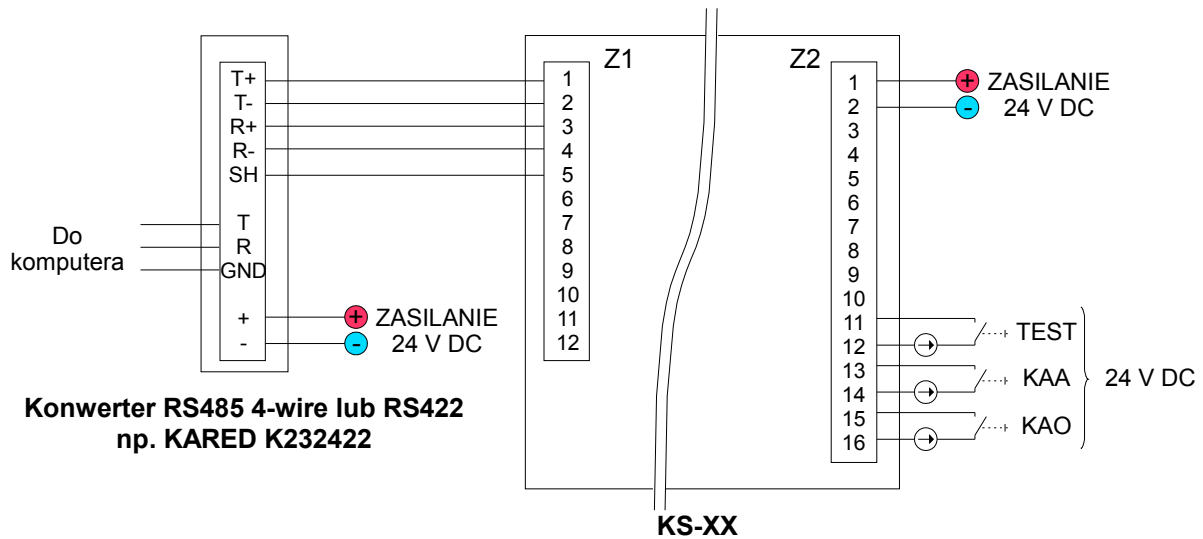 T+
T-
R+
R-
SH
T
R
GND
+
-
Do
komputera
+ ZASILANIE
- 24 V DC
Konwerter RS485 4-wire lub RS422
np. KARED K232422
Z1
1
2
3
4
5
6
7
8
9
10
11
12
Z2
1
2
3
4
5
6
7
8
9
10
11
12
13
14
15
16
+ ZASILANIE
- 24 V DC
TEST
KAA
KAO
24 V DC
KS-XX